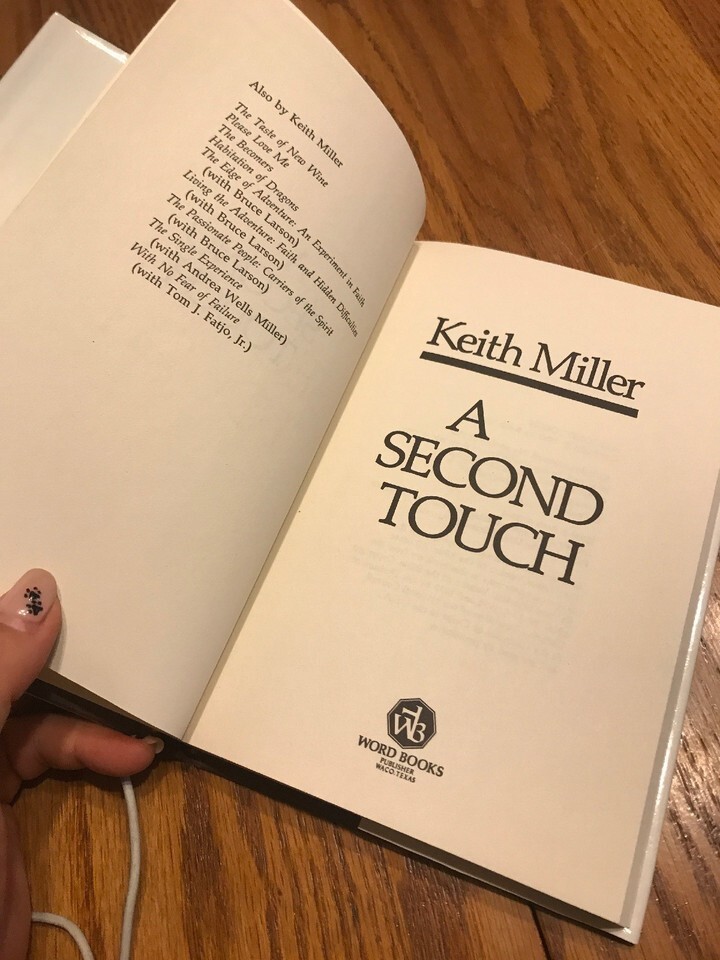 Also by Keith Miller
The Taste of New Wine
Please Love Me
The Becomers
Habitation of Dragons
The Edge of Adventure: An Experiment in Faith
(with Bruce Larson)
Living the Adventure: Faith and Hidden Difficulties
(with Bruce Larson)
The Passionate People: Carriers of the Spirit
(with Bruce Larson)
The Single Experience
(with Andrea Wells Miller)
With No Fear of Failure
(with Tom J. Fatjo, Jr.)
Keith Miller
A
SECOND
TOUCH
WB
WORD BOOKS
PUBLISHER
WACO, TEXAS